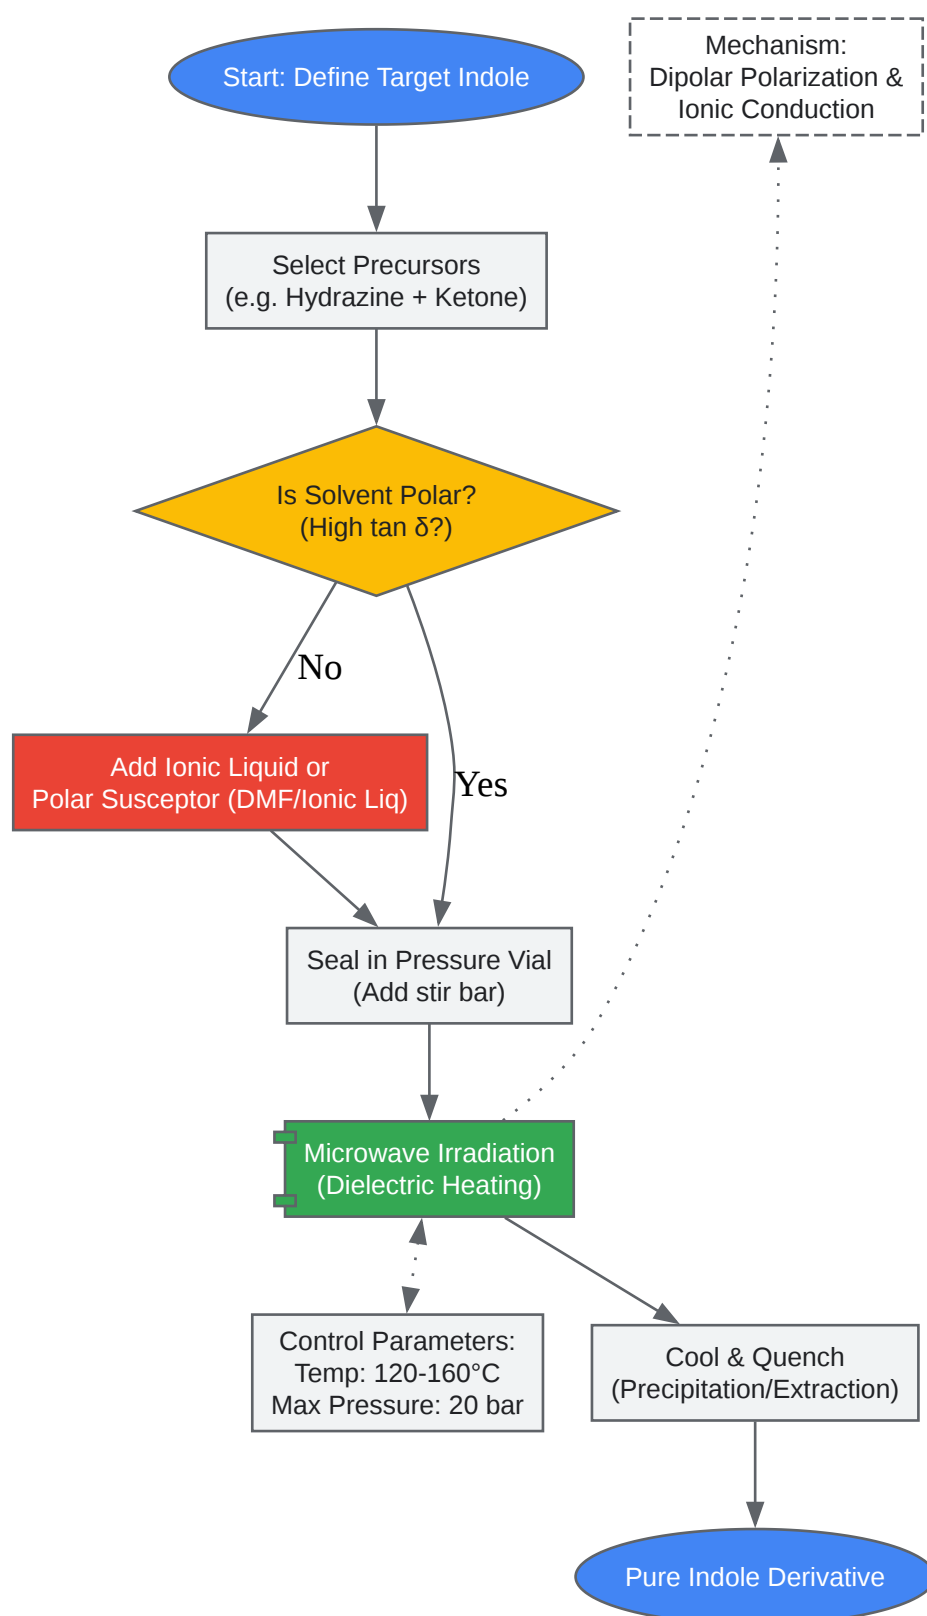 Start: Define Target Indole
Mechanism:
Dipolar Polarization &
Ionic Conduction
Select Precursors
(e.g. Hydrazine + Ketone)
Is Solvent Polar?
(High tan δ?)
No
Add Ionic Liquid or
Polar Susceptor (DMF/Ionic Liq)
Yes
Seal in Pressure Vial
(Add stir bar)
Microwave Irradiation
(Dielectric Heating)
Control Parameters:
Temp: 120-160°C
Max Pressure: 20 bar
Cool & Quench
(Precipitation/Extraction)
Pure Indole Derivative